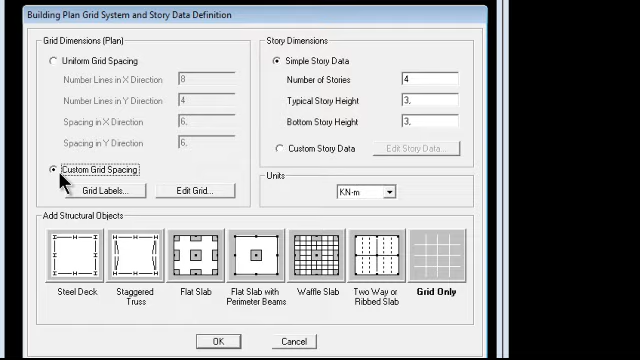 Building Plan Grid System and Story Data Definition
Grid Dimensions (Plan)
Uniform Grid Spacing
Number Lines in X Direction 8
Number Lines in Y Direction 4
Spacing in X Direction 6.
Spacing in Y Direction 6.
Custom Grid Spacing
Grid Labels... Edit Grid...
Story Dimensions
Simple Story Data
Number of Stories 4
Typical Story Height 3.
Bottom Story Height 3.
Custom Story Data Edit Story Data...
Units
KN-m
Add Structural Objects
Steel Deck
Staggered
Truss
Flat Slab
Flat Slab with
Perimeter Beams
Waffle Slab
Two Way or
Ribbed Slab
Grid Only
OK Cancel